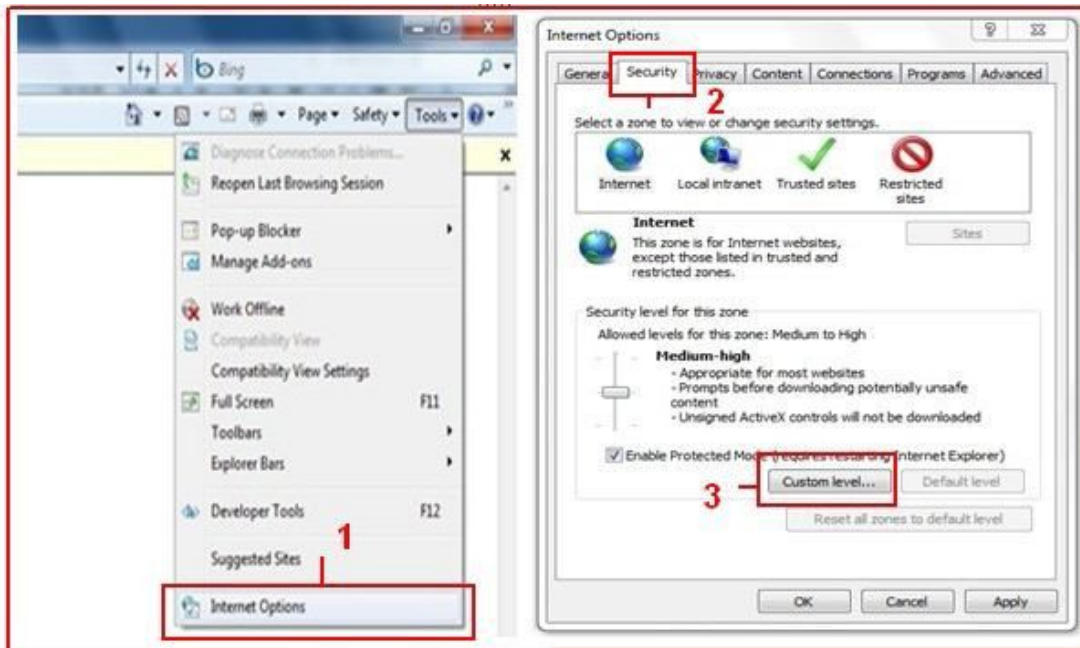 Bing
Page Safety Tools
Diagnose Connection Problems...
Reopen Last Browsing Session
Pop-up Blocker
Manage Add-ons
Work Offline
Compatibility View
Compatibility View Settings
Full Screen F11
Toolbars
Explorer Bars
Developer Tools F12
Suggested Sites
1
Internet Options
Internet Options
General Security Privacy Content Connections Programs Advanced
2
Select a zone to view or change security settings.
Internet Local intranet Trusted sites Restricted
sites
Internet
Sites
This zone is for Internet websites,
except those listed in trusted and
restricted zones.
Security level for this zone
Allowed levels for this zone: Medium to High
Medium-high
- Appropriate for most websites
- Prompts before downloading potentially unsafe
content
- Unsigned ActiveX controls will not be downloaded
Enable Protected Mode (requires restarting Internet Explorer)
3
Custom level... Default level
Reset all zones to default level
OK Cancel Apply